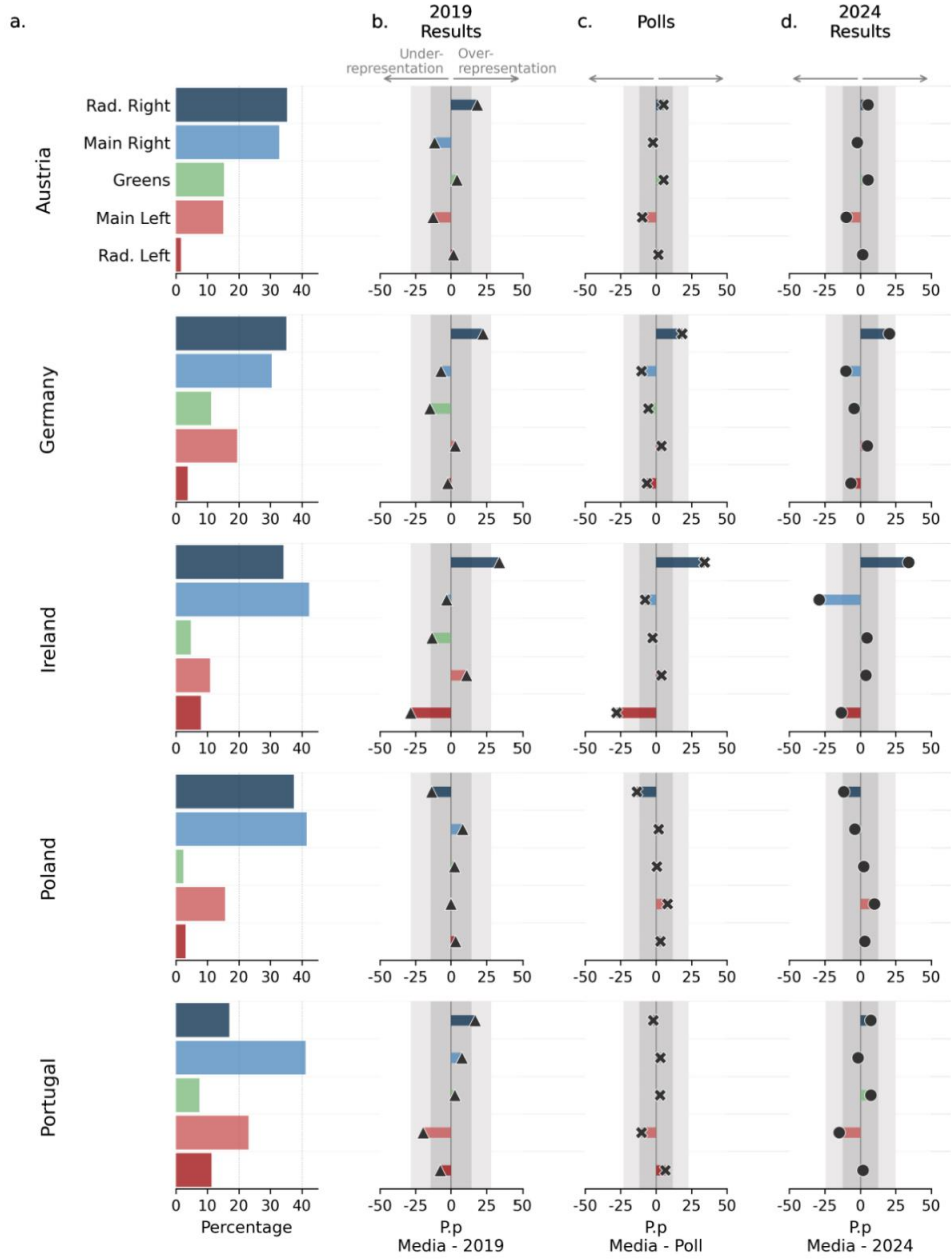 a.
b.
2019
Results
c.
Polls
d.
2024
Results
Under-
representation
Over-
representation
Austria
Rad. Right
Main Right
Greens
Main Left
Rad. Left
0 10 20 30 40
-50 -25 0 25 50
-50 -25 0 25 50
-50 -25 0 25 50
Germany
0 10 20 30 40
-50 -25 0 25 50
-50 -25 0 25 50
-50 -25 0 25 50
Ireland
0 10 20 30 40
-50 -25 0 25 50
-50 -25 0 25 50
-50 -25 0 25 50
Poland
0 10 20 30 40
-50 -25 0 25 50
-50 -25 0 25 50
-50 -25 0 25 50
Portugal
0 10 20 30 40
-50 -25 0 25 50
-50 -25 0 25 50
-50 -25 0 25 50
Percentage
P.p
Media - 2019
P.p
Media - Poll
P.p
Media - 2024